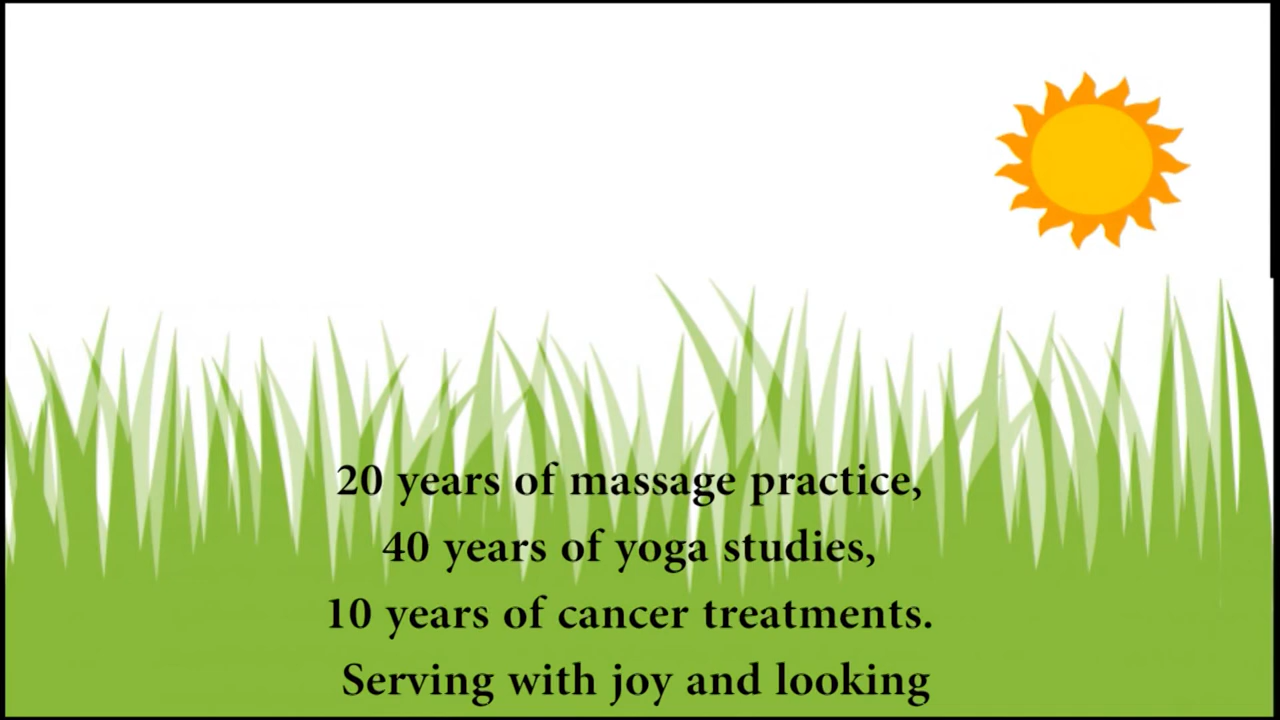 20 years of massage practice,
40 years of yoga studies,
10 years of cancer treatments.
Serving with joy and looking